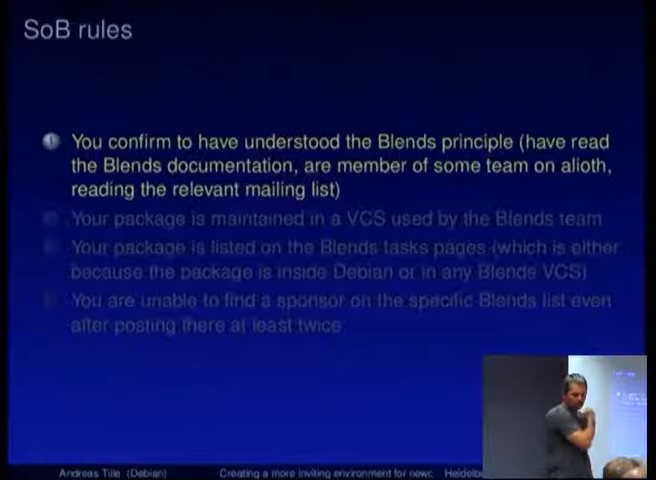 SoB rules
You confirm to have understood the Blends principle (have read
the Blends documentation, are member of some team on alioth,
reading the relevant mailing list)
Your package is maintained in a VCS used by the Blends team
Your package is listed on the Blends tasks pages (which is either
because the package is inside Debian or in any Blends VCS)
You are unable to find a sponsor on the specific Blends list even
after posting there at least twice
Andreas Tille (Debian) Creating a more inviting environment for newc Heidelbe